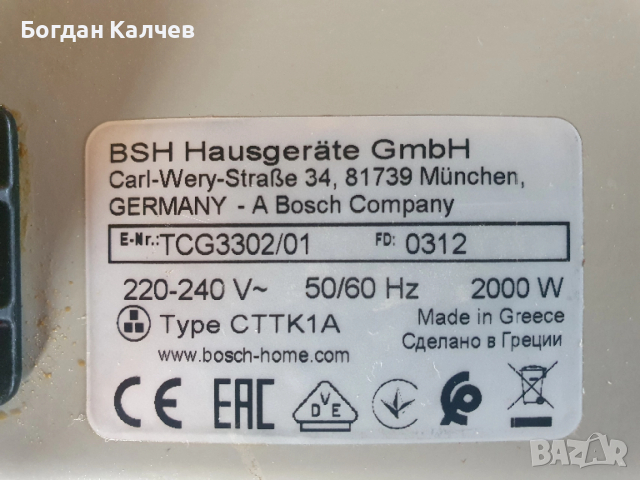 Богдан Калчев
BSH Hausgeräte GmbH
Carl-Wery-Straße 34, 81739 München,
GERMANY - A Bosch Company
E-Nr.: TCG3302/01 FD: 0312
220-240 V~ 50/60 Hz 2000 W
Type CTTK1A Made in Greece
www.bosch-home.com Сделано в Греции
CE EAC VDE
BAZAR